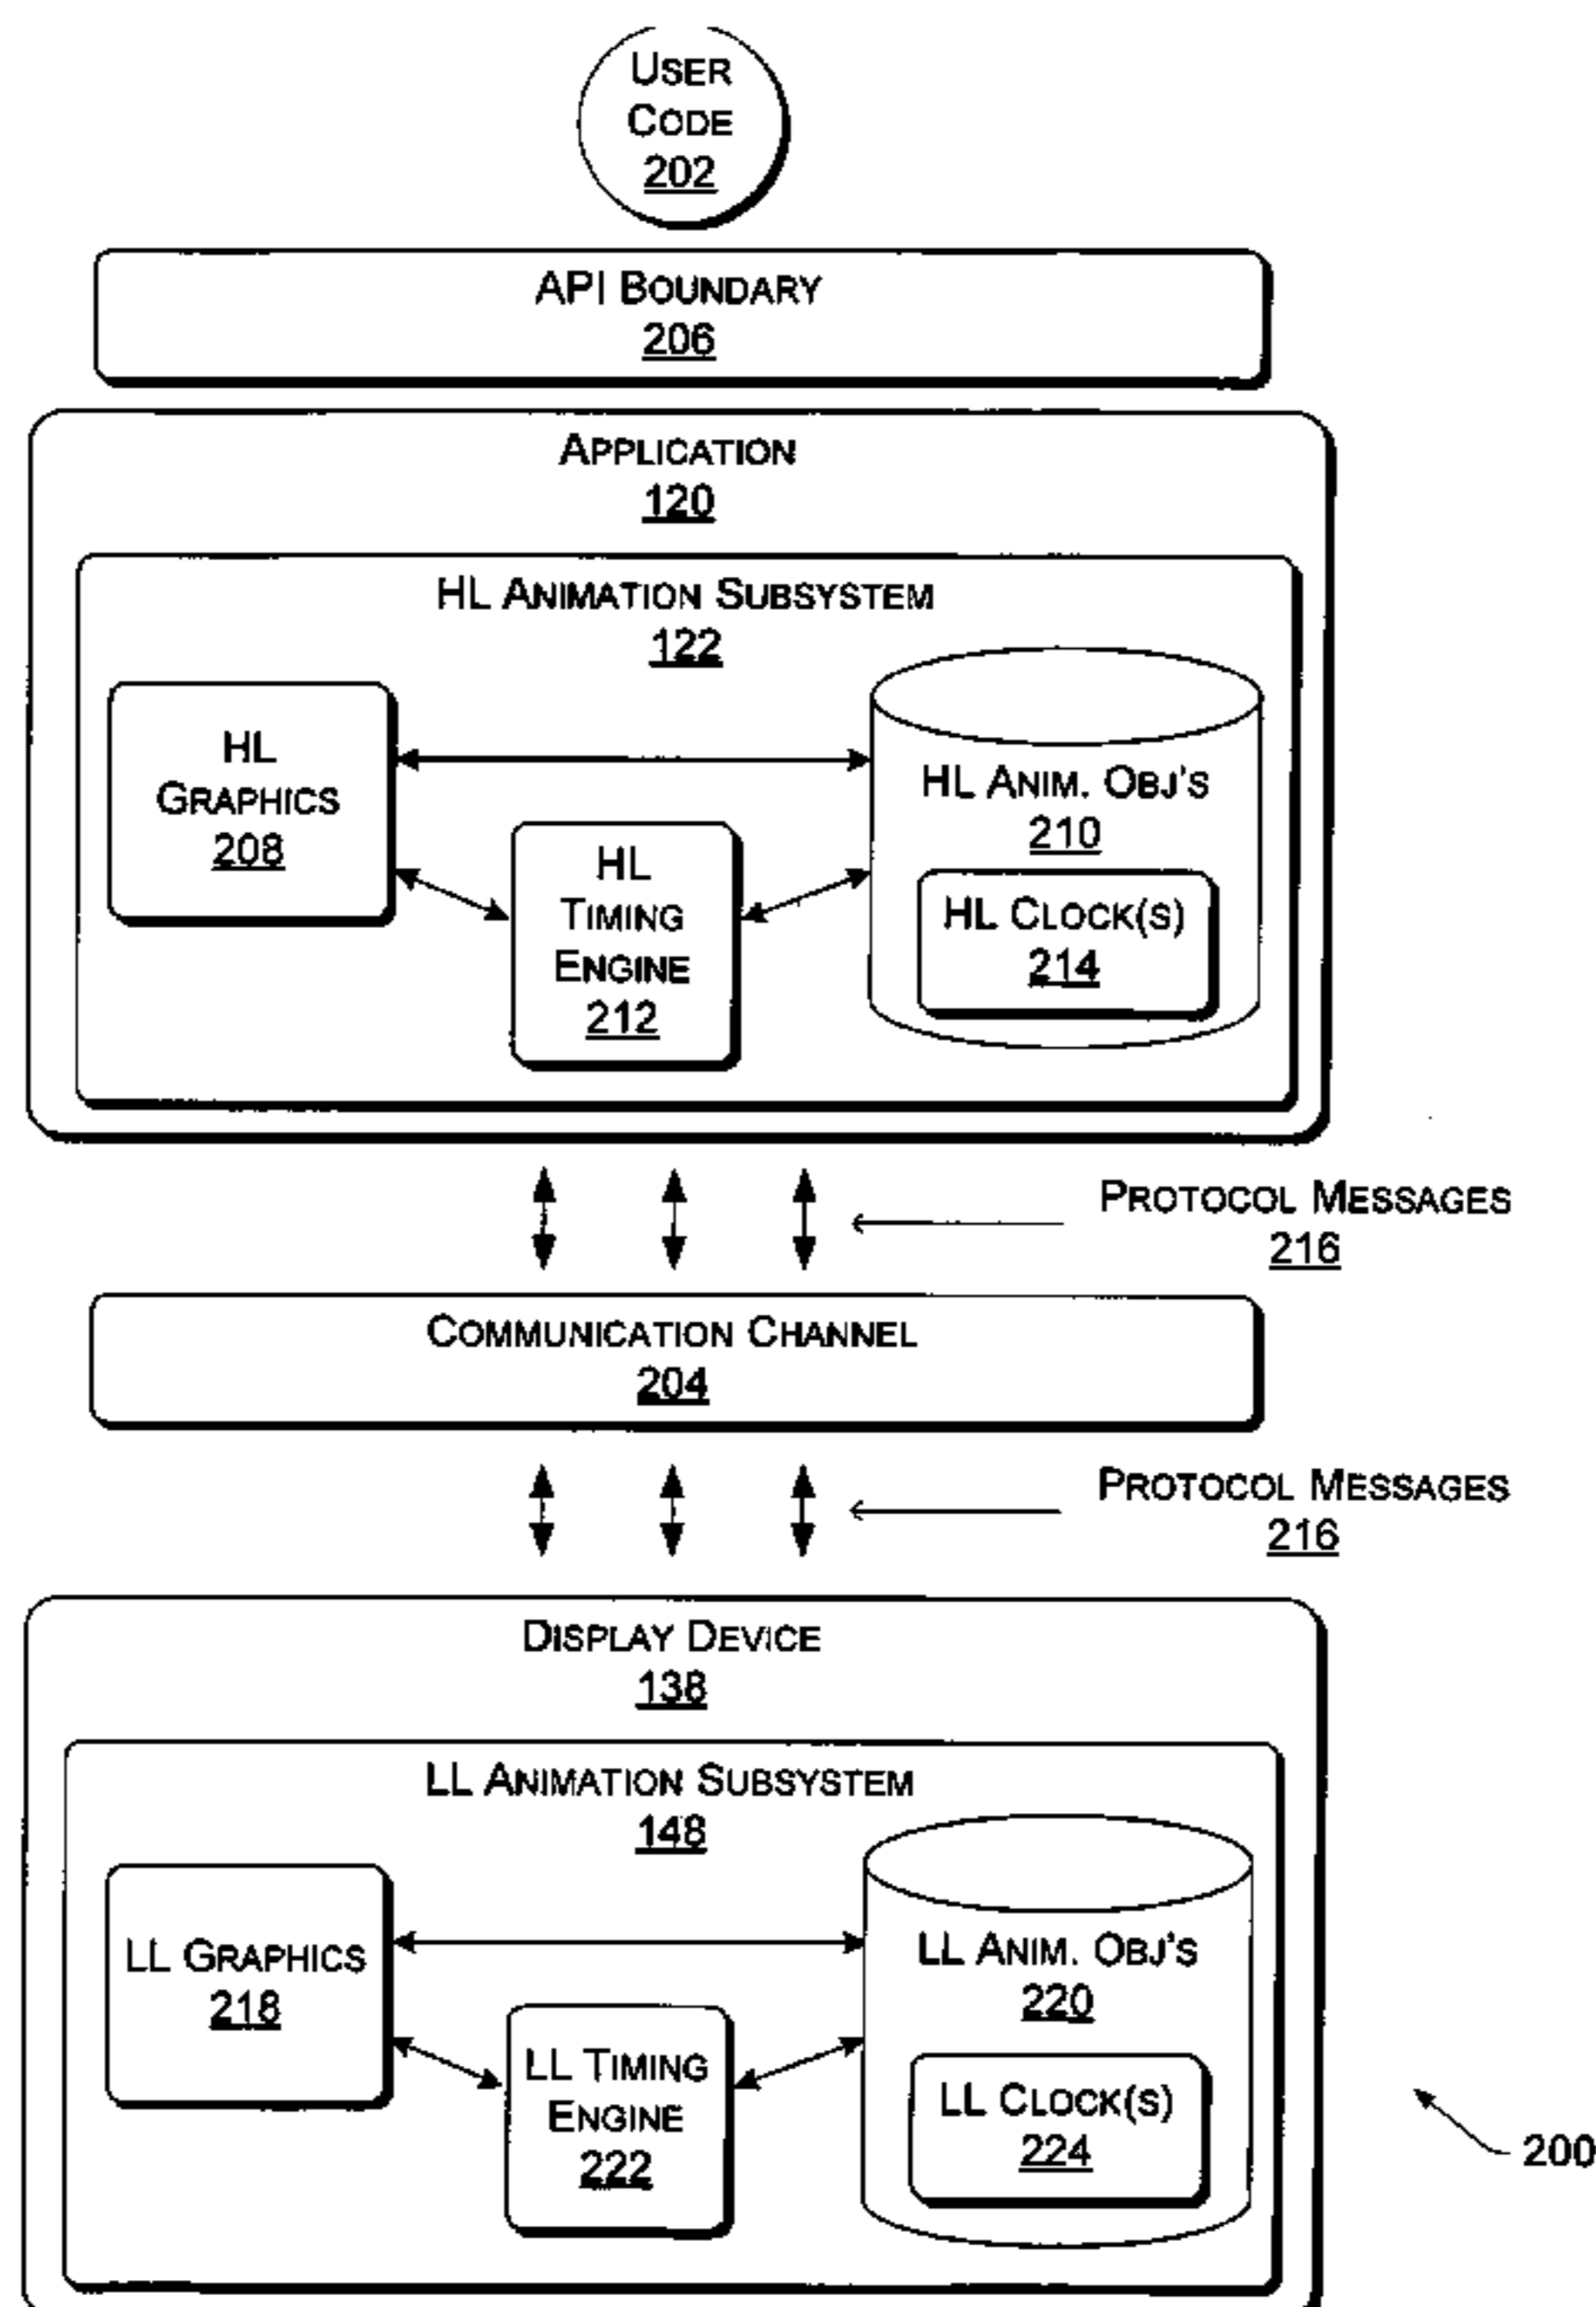 USER
CODE
202
API BOUNDARY
206
APPLICATION
120
HL ANIMATION SUBSYSTEM
122
HL
GRAPHICS
208
HL
TIMING
ENGINE
212
HL ANIM. OBJ'S
210
HL CLOCK(S)
214
PROTOCOL MESSAGES
216
COMMUNICATION CHANNEL
204
PROTOCOL MESSAGES
216
DISPLAY DEVICE
138
LL ANIMATION SUBSYSTEM
148
LL GRAPHICS
218
LL TIMING
ENGINE
222
LL ANIM. OBJ'S
220
LL CLOCK(S)
224
200